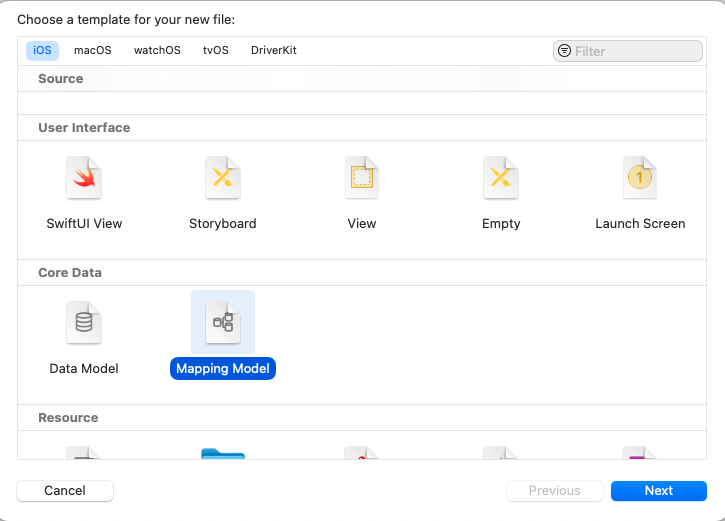 Choose a template for your new file:
iOS macOS watchOS tvOS DriverKit Filter
Source
User Interface
SwiftUI View Storyboard View Empty Launch Screen
Core Data
Data Model Mapping Model
Resource
Cancel Previous Next